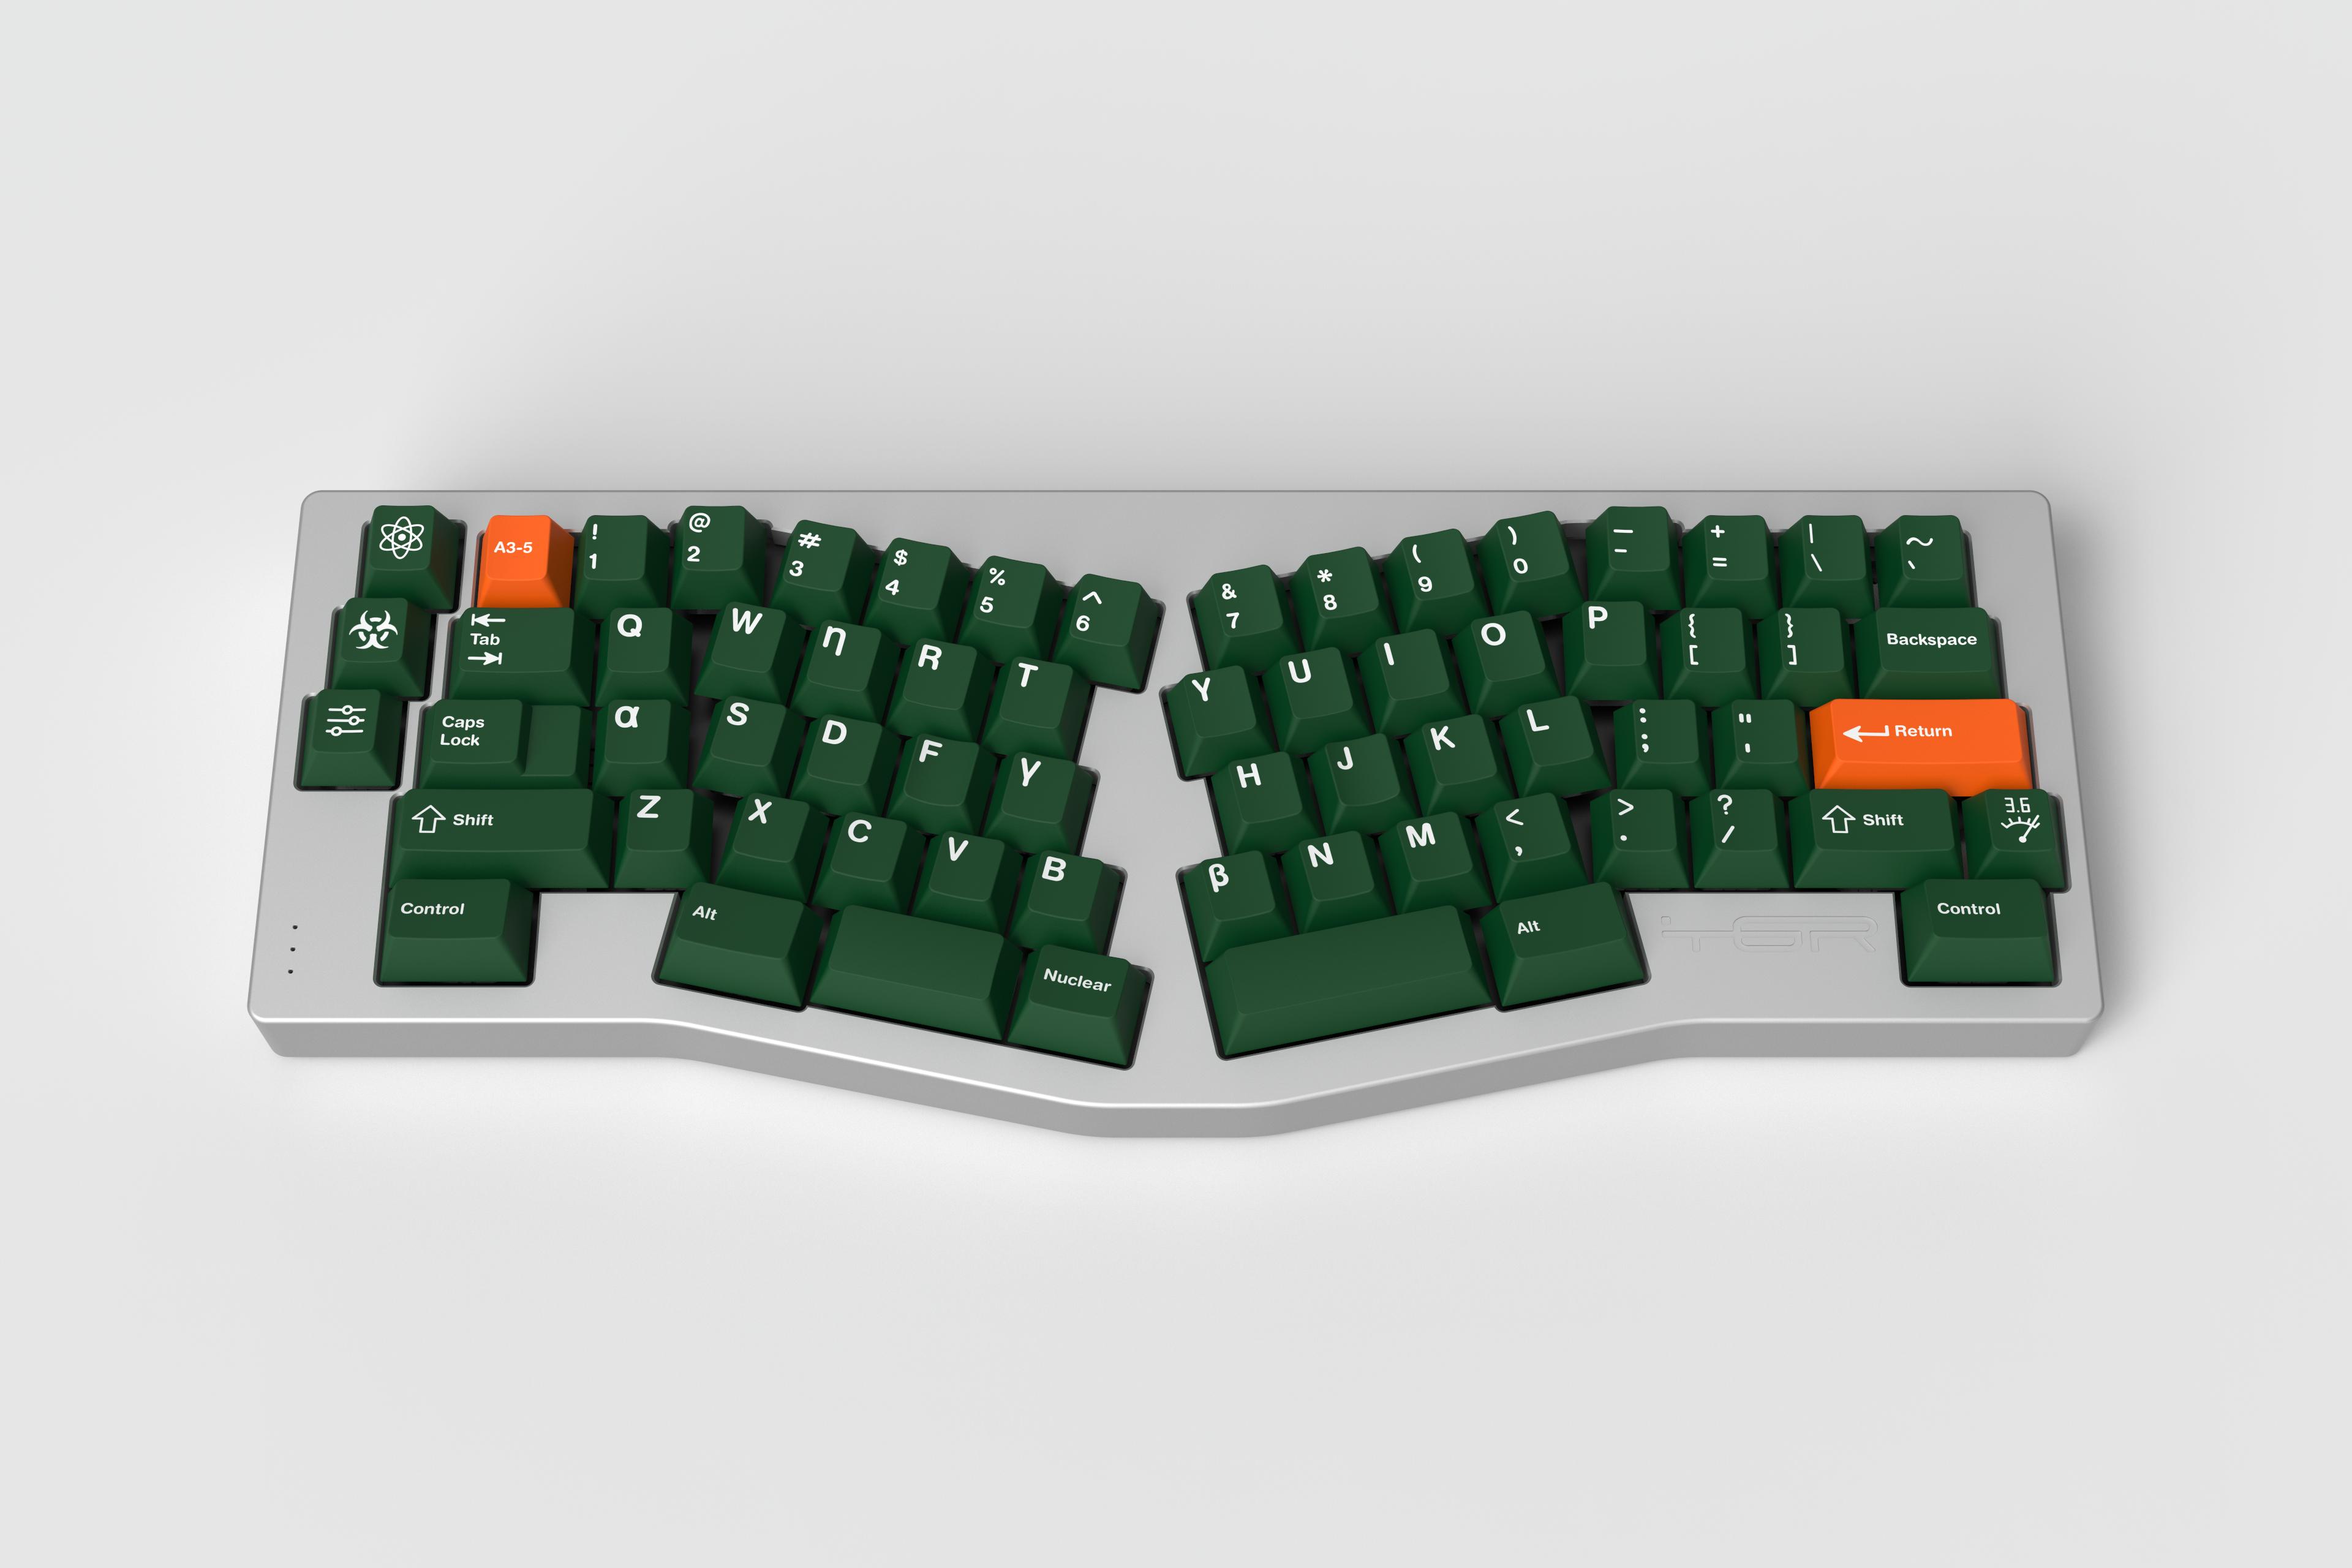 A3-5 ! 1 @ 2 # 3 $ 4 % 5 ^ 6 & 7 * 8 ( 9 ) 0 _ - + = | \ ~ `
Tab Q W η R T Y U I O P { [ } ] Backspace
Caps
Lock
α S D F γ H J K L : ; " ' Return
Shift Z X C V B β N M < , > . ? / Shift 3.6
Control Alt Nuclear Alt TGR Control